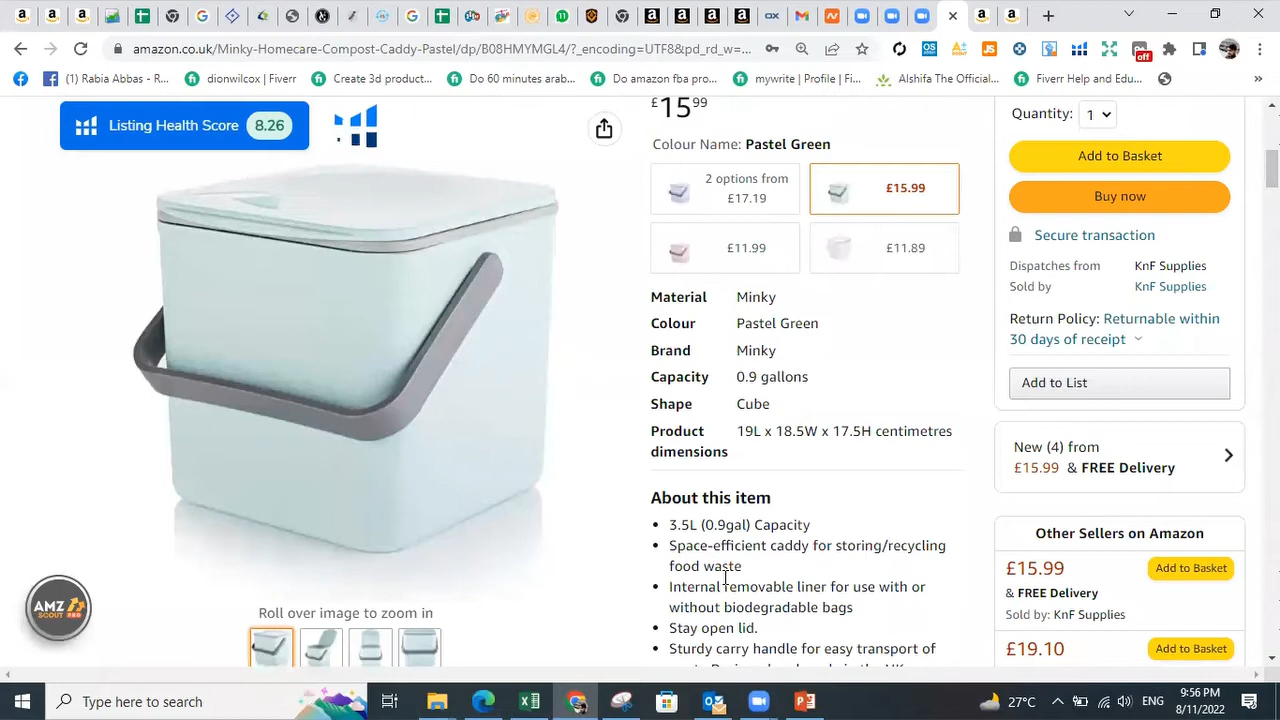 amazon.co.uk/Minky-Homecare-Compost-Caddy-Pastel/dp/B08HMYMGL4/?_encoding=UTF8&pd_rd_w=...
off
(1) Rabia Abbas - R...
dionwilcox | Fiverr
Create 3d product...
Do 60 minutes arab...
Do amazon fba pro...
mywrite | Profile | Fi...
Alshifa The Official...
Fiverr Help and Edu...
Listing Health Score 8.26
£15⁹⁹
Colour Name: Pastel Green
2 options from
£17.19
£15.99
£11.99
£11.89
Material Minky
Colour Pastel Green
Brand Minky
Capacity 0.9 gallons
Shape Cube
Product dimensions 19L x 18.5W x 17.5H centimetres
About this item
• 3.5L (0.9gal) Capacity
• Space-efficient caddy for storing/recycling
food waste
• Internal removable liner for use with or
without biodegradable bags
• Stay open lid.
• Sturdy carry handle for easy transport of
Roll over image to zoom in
AMZ
SCOUT PRO
Quantity: 1
Add to Basket
Buy now
Secure transaction
Dispatches from KnF Supplies
Sold by KnF Supplies
Return Policy: Returnable within
30 days of receipt
Add to List
New (4) from
£15.99 & FREE Delivery
Other Sellers on Amazon
£15.99 Add to Basket
& FREE Delivery
Sold by: KnF Supplies
£19.10 Add to Basket
Type here to search
27°C
ENG
9:56 PM
8/11/2022